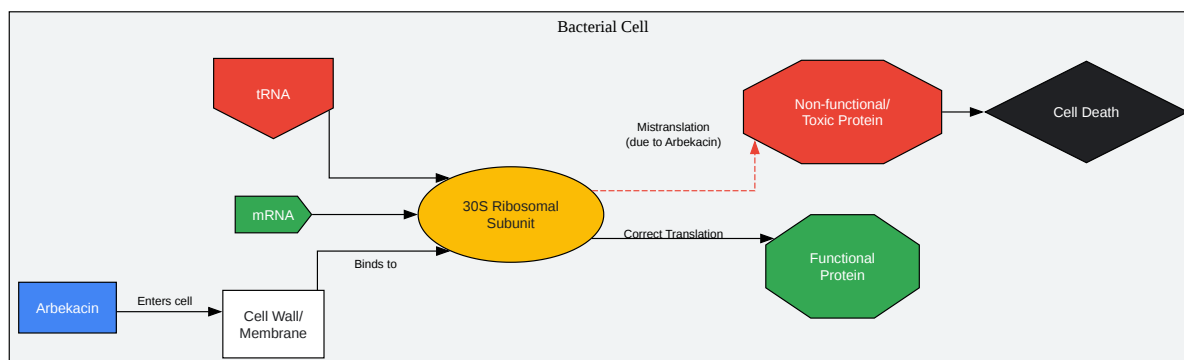 Bacterial Cell
tRNA
Non-functional/
Toxic Protein
Cell Death
Mistranslation
(due to Arbekacin)
mRNA
30S Ribosomal
Subunit
Correct Translation
Binds to
Functional
Protein
Arbekacin
Enters cell
Cell Wall/
Membrane